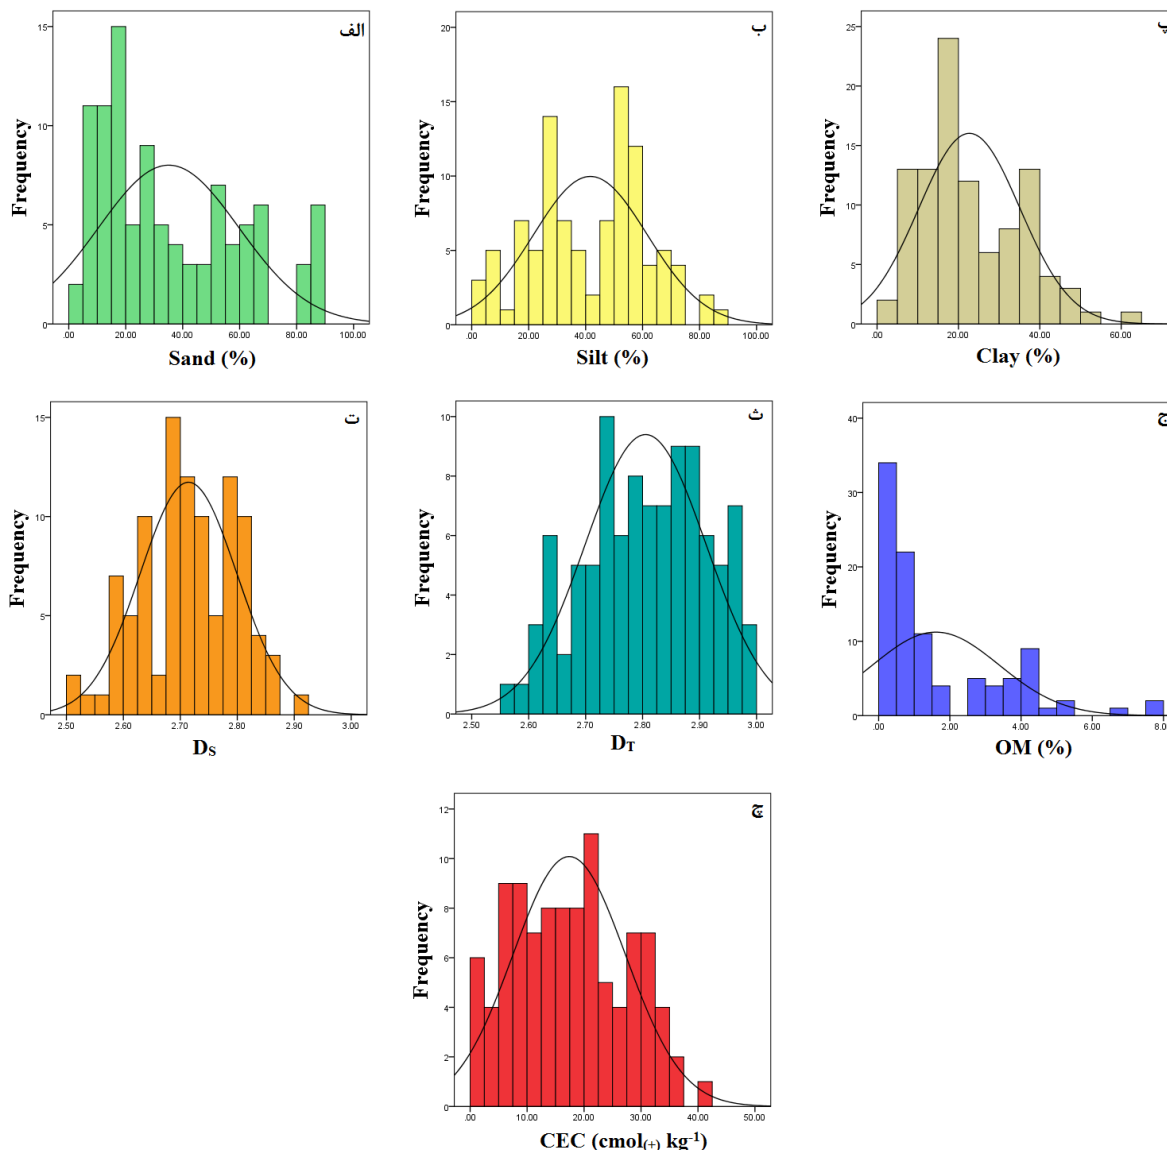 الف
15
10
5
0
Frequency
.00 20.00 40.00 60.00 80.00 100.00
Sand (%)
ب
20
15
10
5
0
Frequency
.00 20.00 40.00 60.00 80.00 100.00
Silt (%)
پ
25
20
15
10
5
0
Frequency
.00 20.00 40.00 60.00
Clay (%)
ت
15
10
5
0
Frequency
2.50 2.60 2.70 2.80 2.90 3.00
D_S
ث
10
8
6
4
2
0
Frequency
2.50 2.60 2.70 2.80 2.90 3.00
D_T
ج
40
30
20
10
0
Frequency
.00 2.00 4.00 6.00 8.0
OM (%)
چ
12
10
8
6
4
2
0
Frequency
.00 10.00 20.00 30.00 40.00 50.00
CEC (cmol₍₊₎ kg⁻¹)